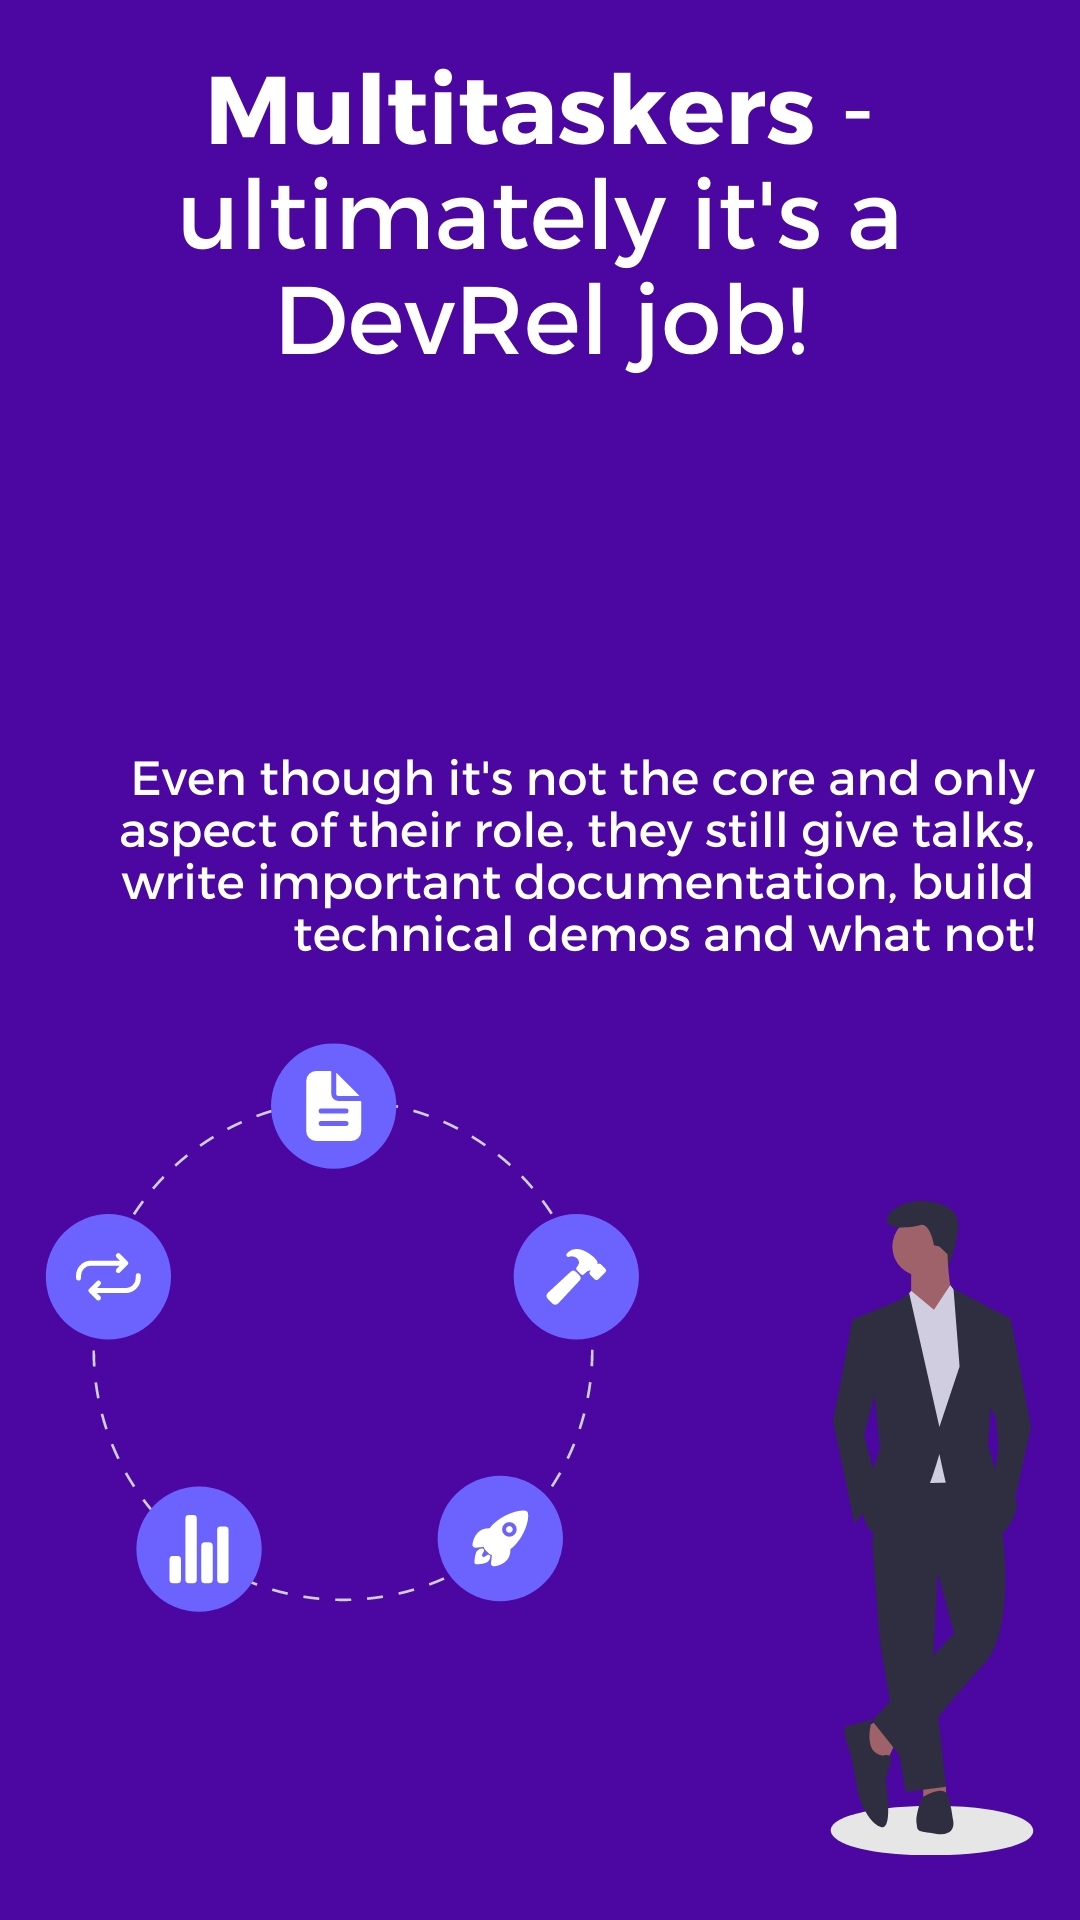 Multitaskers -
ultimately it's a
DevRel job!
Even though it's not the core and only
aspect of their role, they still give talks,
write important documentation, build
technical demos and what not!